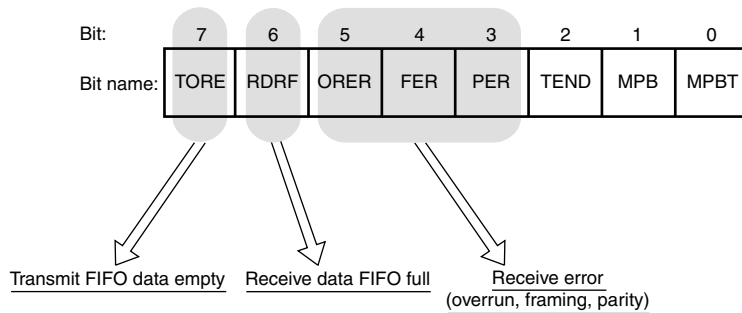 Bit: 7 6 5 4 3 2 1 0
Bit name: TORE RDRF ORER FER PER TEND MPB MPBT
Transmit FIFO data empty Receive data FIFO full Receive error
(overrun, framing, parity)